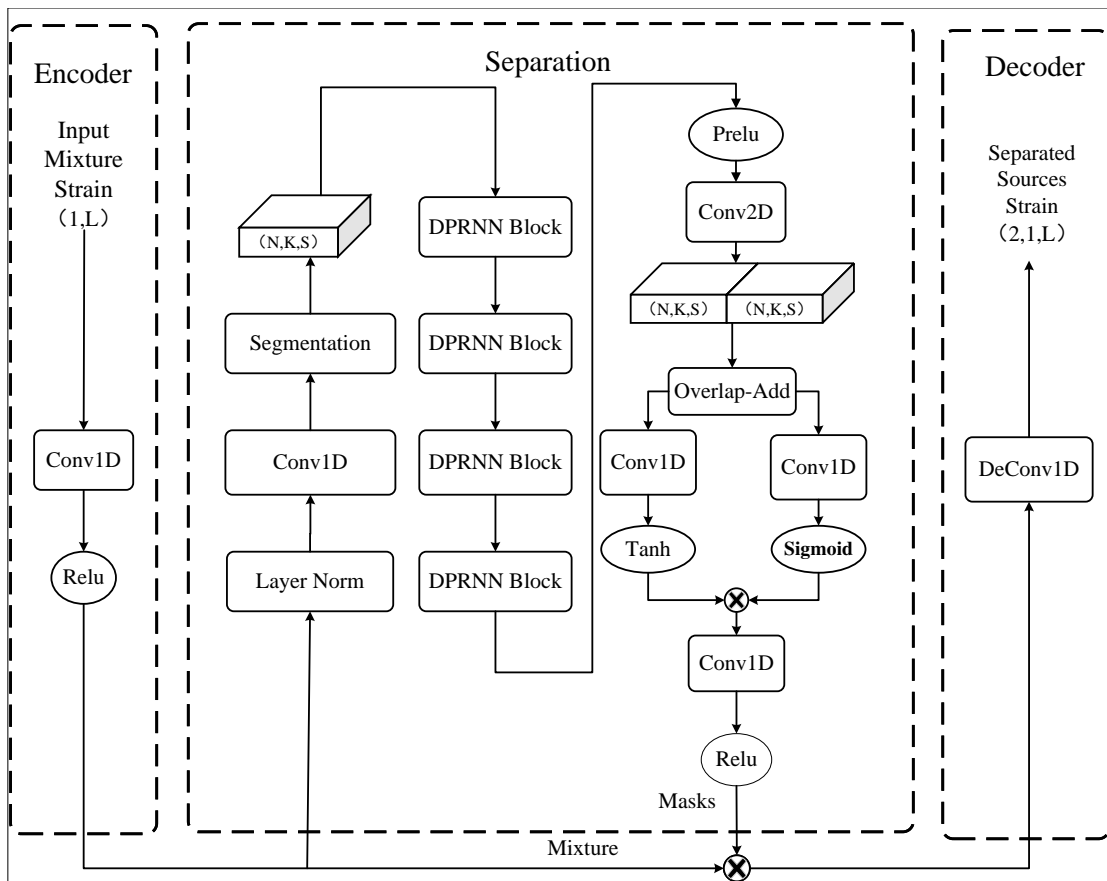 Encoder
Input
Mixture
Strain
（1,L）
Conv1D
Relu
Separation
（N,K,S）
Segmentation
Conv1D
Layer Norm
DPRNN Block
DPRNN Block
DPRNN Block
DPRNN Block
Prelu
Conv2D
（N,K,S） （N,K,S）
Overlap-Add
Conv1D Conv1D
Tanh Sigmoid
Conv1D
Relu
Masks
Mixture
Decoder
Separated
Sources
Strain
（2,1,L）
DeConv1D